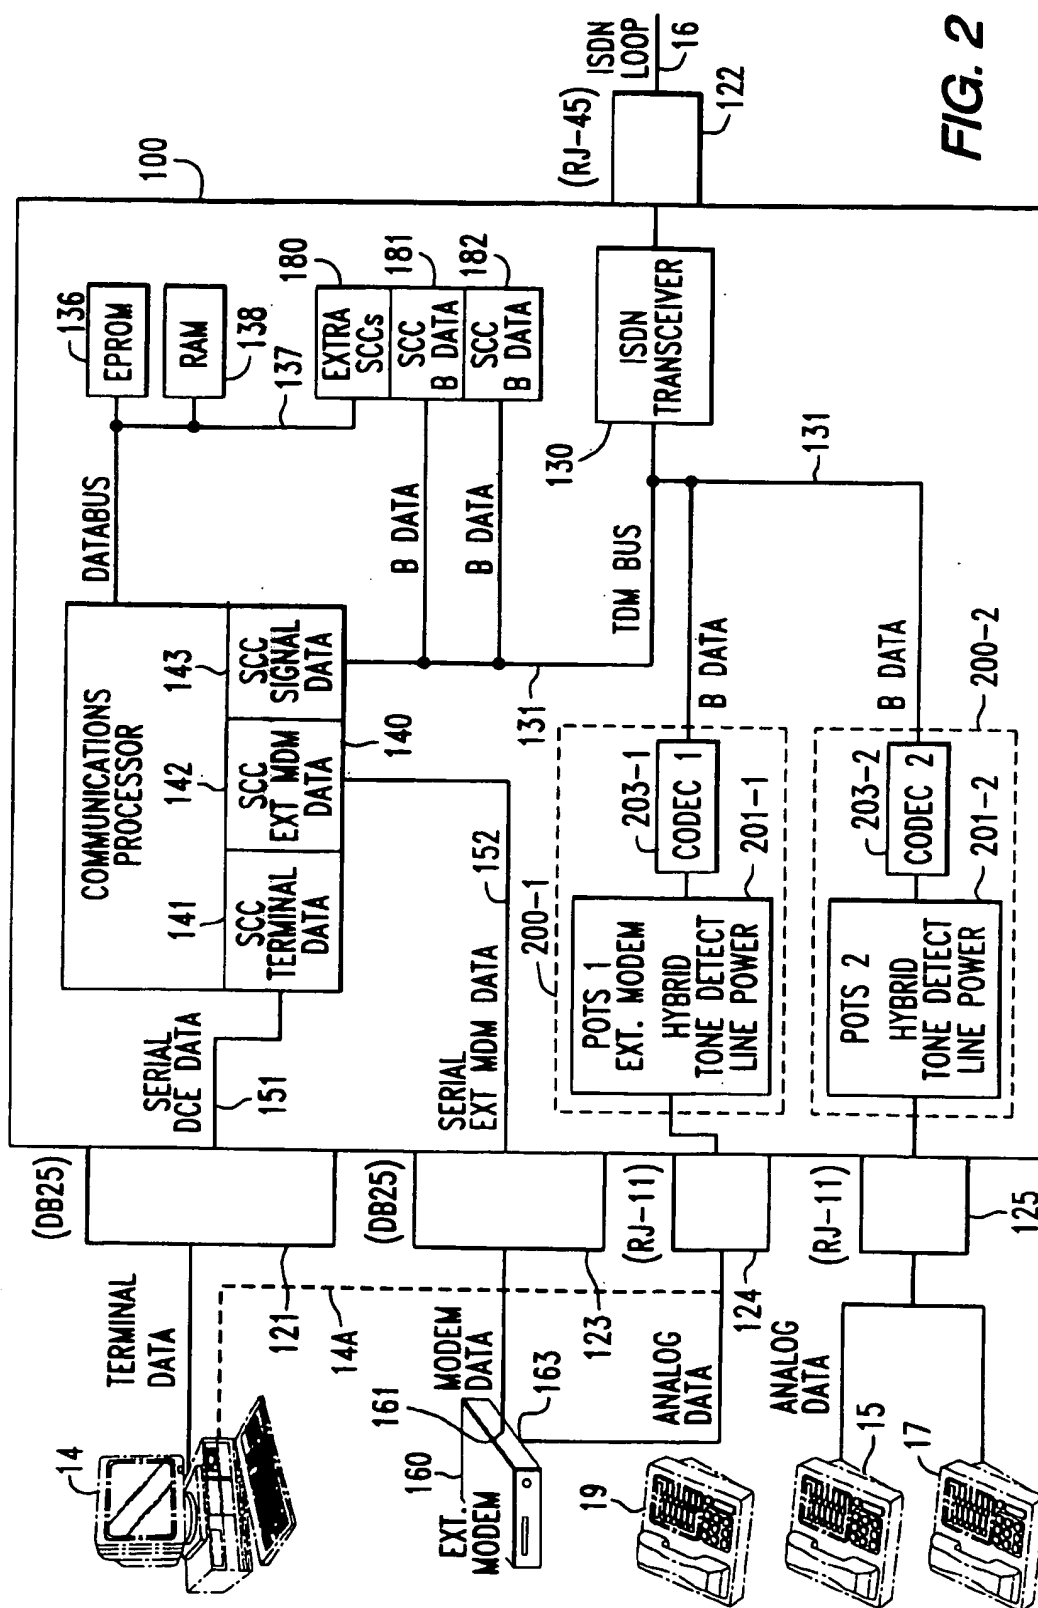 100
(DB25)
TERMINAL
DATA
14
121
SERIAL
DCE DATA
151
COMMUNICATIONS
PROCESSOR
141
142
143
SCC
TERMINAL
DATA
SCC
EXT MDM
DATA
SCC
SIGNAL
DATA
140
DATABUS
136
EPROM
RAM
138
137
180
EXTRA
SCCs
181
SCC
B DATA
182
SCC
B DATA
B DATA
B DATA
131
TDM BUS
14A
(DB25)
MODEM
DATA
161
160
EXT.
MODEM
163
123
SERIAL
EXT MDM DATA
152
(RJ-11)
ANALOG
DATA
124
19
200-1
POTS 1
EXT. MODEM
HYBRID
TONE DETECT
LINE POWER
201-1
203-1
CODEC 1
B DATA
130
ISDN
TRANSCEIVER
131
(RJ-45)
ISDN
LOOP
16
122
(RJ-11)
ANALOG
DATA
125
15
17
POTS 2
HYBRID
TONE DETECT
LINE POWER
201-2
203-2
CODEC 2
200-2
B DATA
FIG. 2